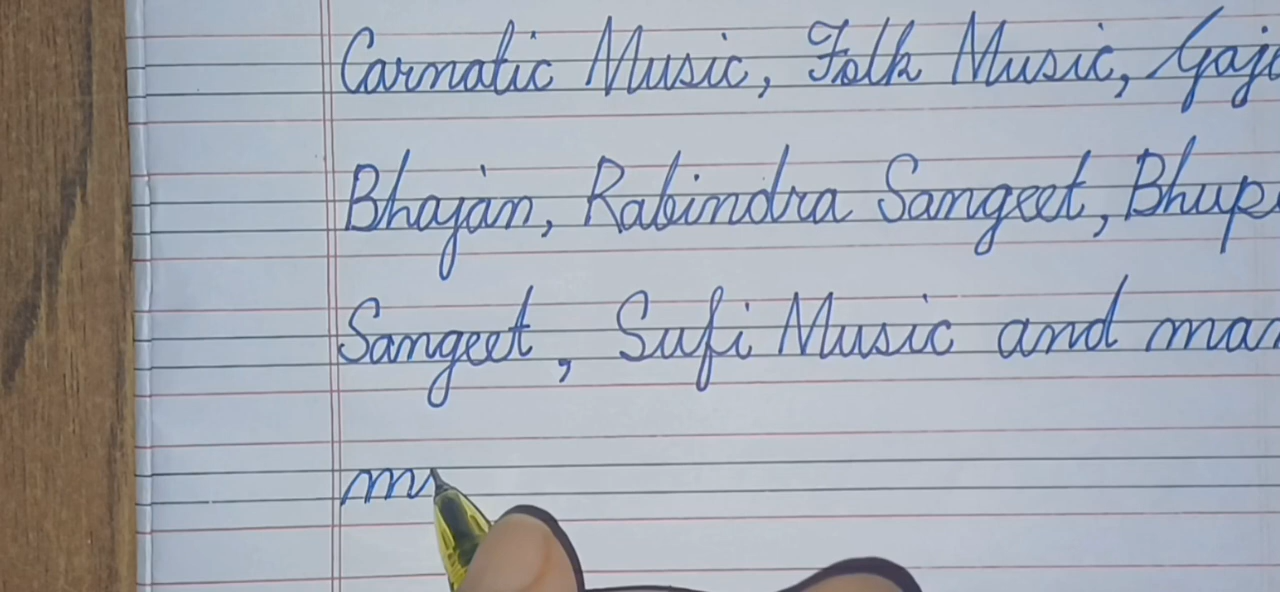 Carnatic Music, Folk Music,
Bhajan, Rabindra Sangeet,
Sangeet, Sufi Music and